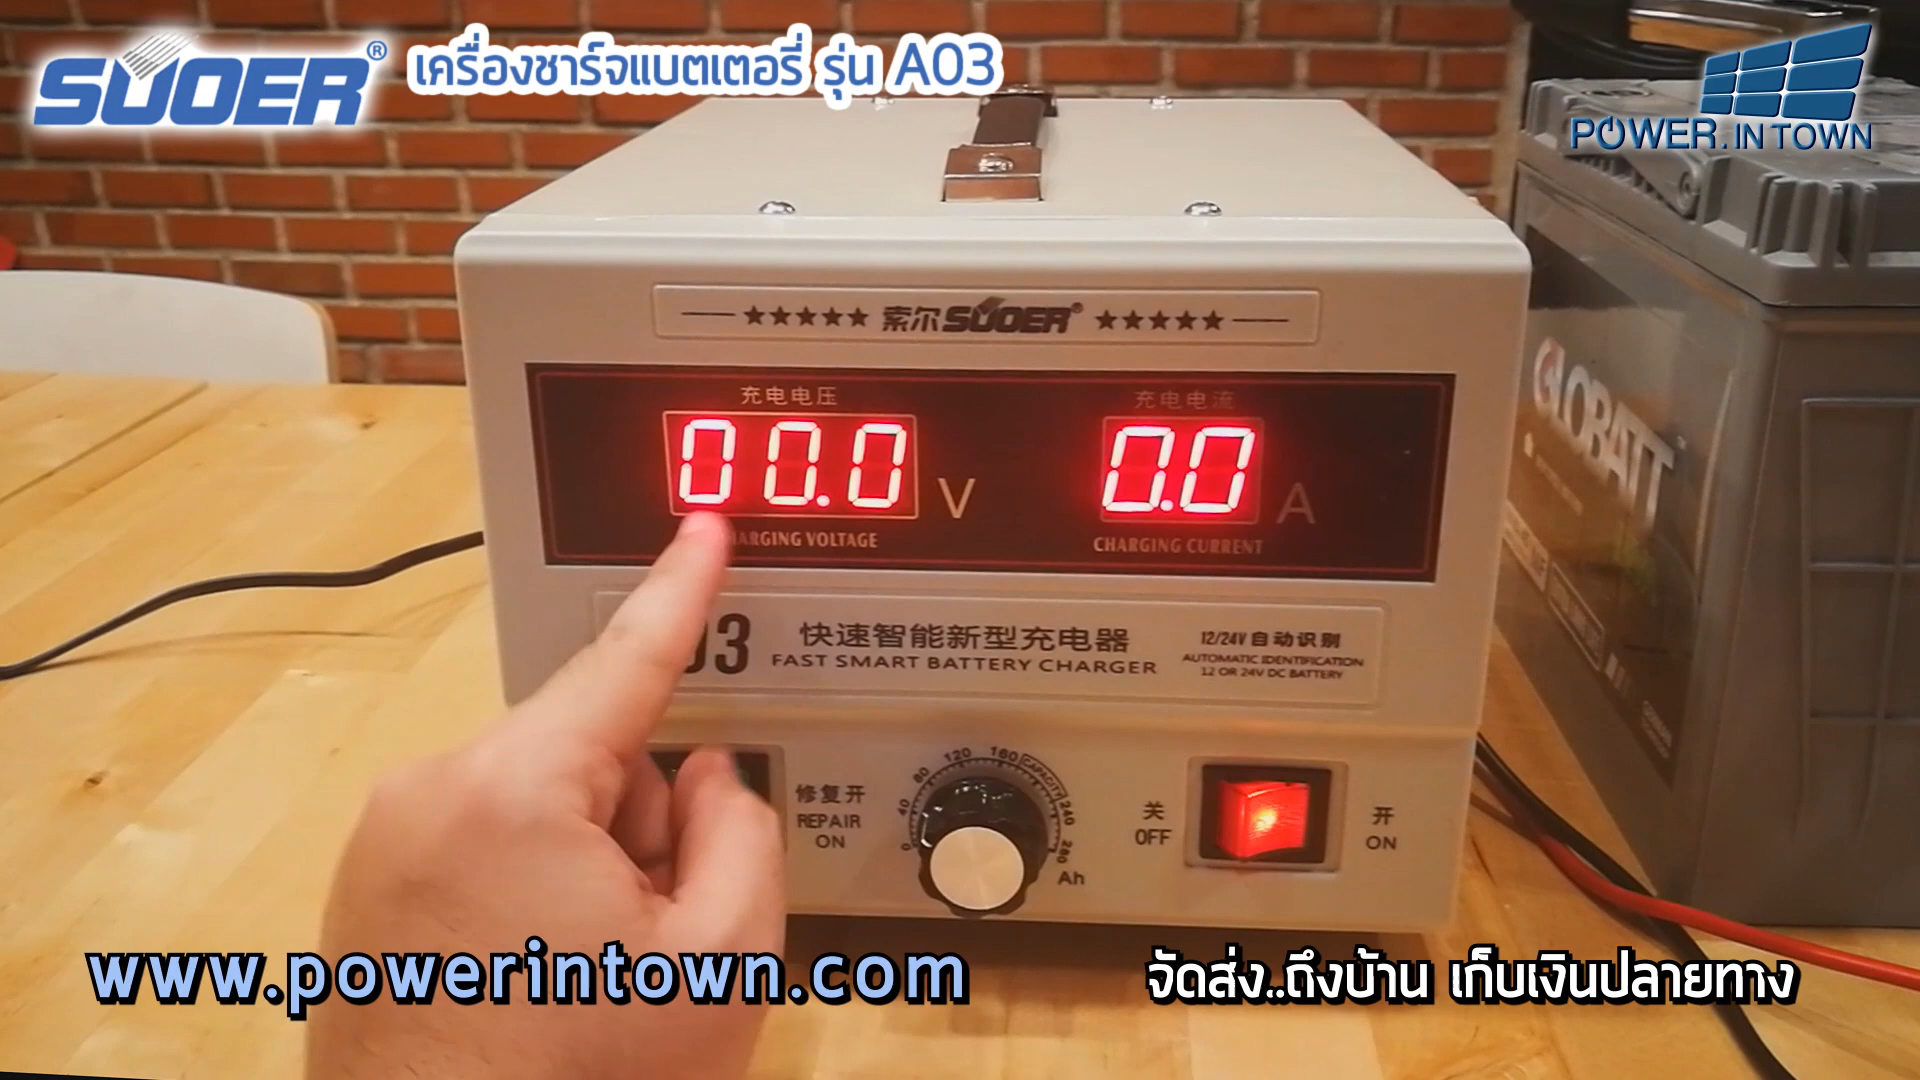 SUOER® เครื่องชาร์จแบตเตอรี่ รุ่น A03
POWER.IN TOWN
★★★★★ 索尔SUOER® ★★★★★
充电电压
充电电流
00.0 V
0.0 A
CHARGING CURRENT
VOLTAGE
03
快速智能新型充电器
FAST SMART BATTERY CHARGER
12/24V 自动识别
AUTOMATIC IDENTIFICATION
12 OR 24V DC BATTERY
修复开
REPAIR
ON
0 40 80 120 160 CAPACITY 240 280
Ah
关
OFF
开
ON
GLOBATT
www.powerintown.com
จัดส่ง..ถึงบ้าน เก็บเงินปลายทาง